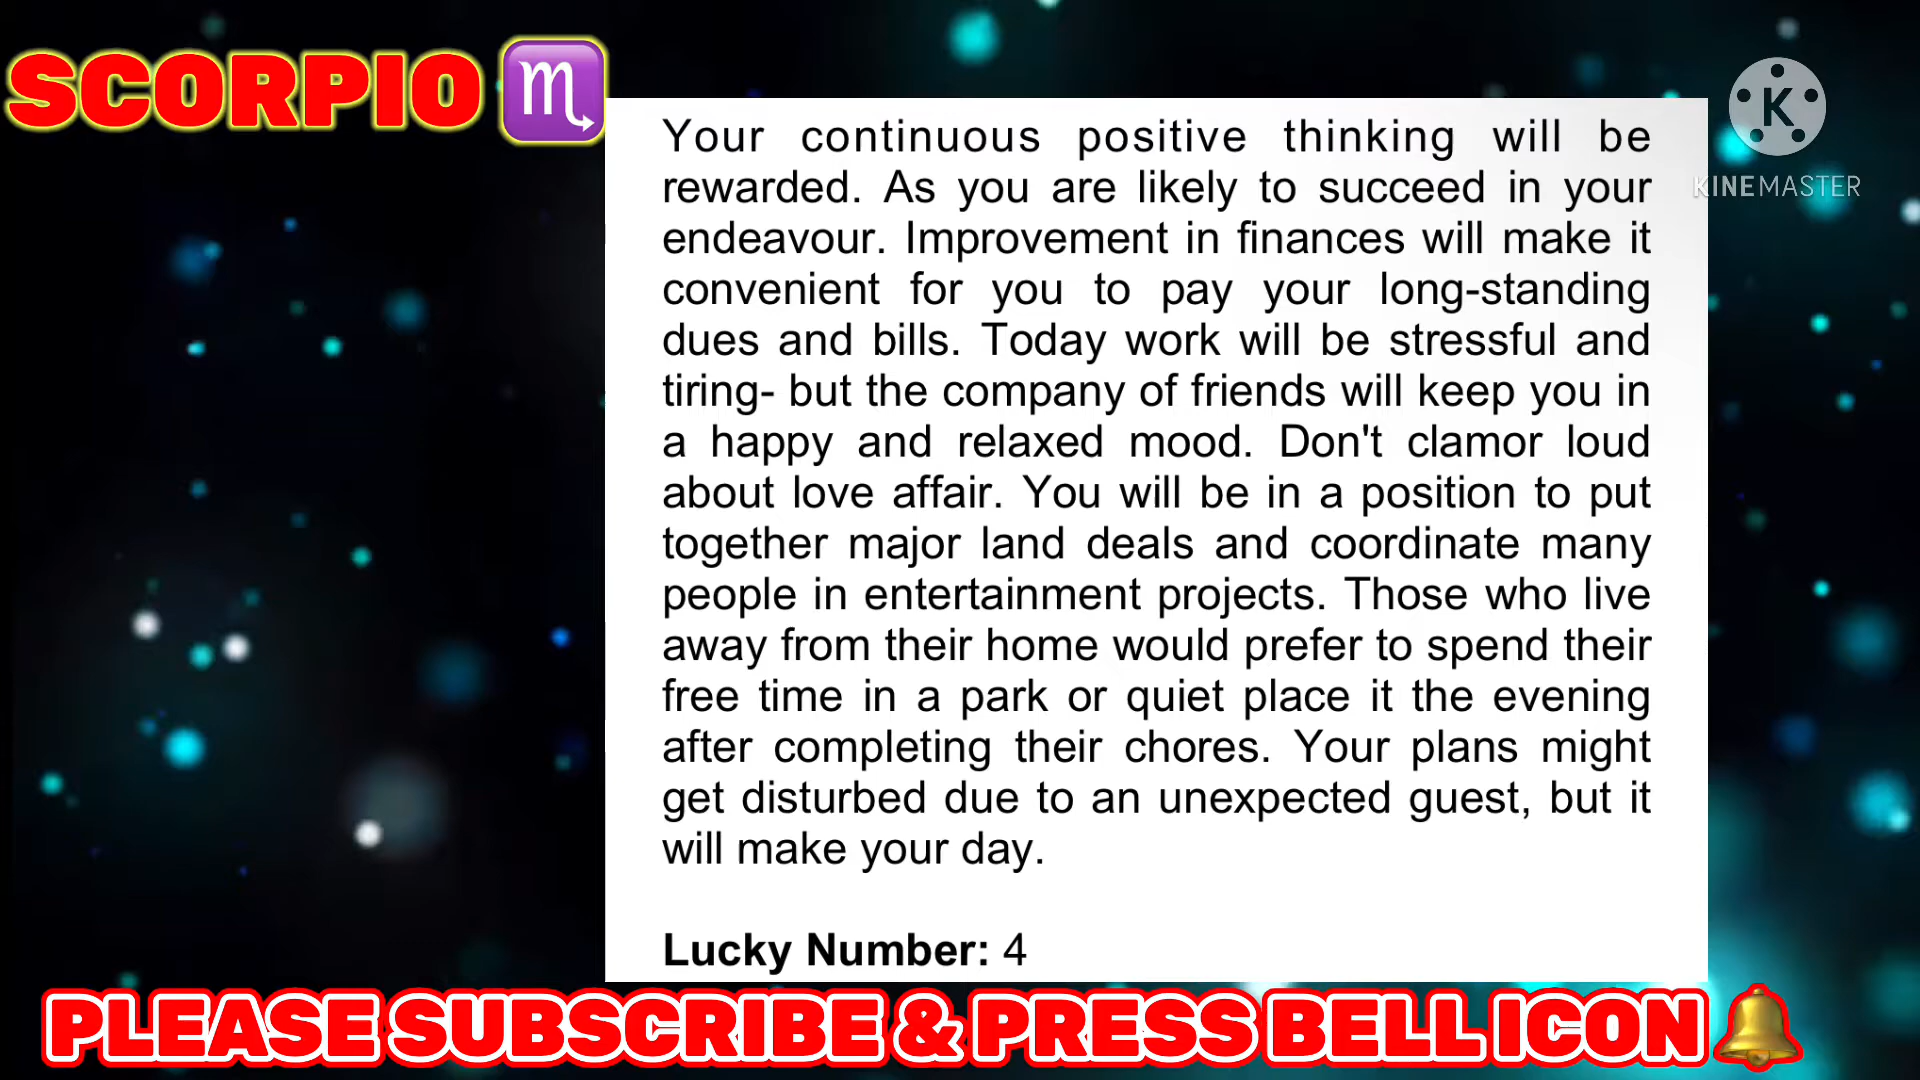 SCORPIO ♏
Your continuous positive thinking will be
rewarded. As you are likely to succeed in your
endeavour. Improvement in finances will make it
convenient for you to pay your long-standing
dues and bills. Today work will be stressful and
tiring- but the company of friends will keep you in
a happy and relaxed mood. Don't clamor loud
about love affair. You will be in a position to put
together major land deals and coordinate many
people in entertainment projects. Those who live
away from their home would prefer to spend their
free time in a park or quiet place it the evening
after completing their chores. Your plans might
get disturbed due to an unexpected guest, but it
will make your day.
Lucky Number: 4
K
KINEMASTER
PLEASE SUBSCRIBE & PRESS BELL ICON🔔